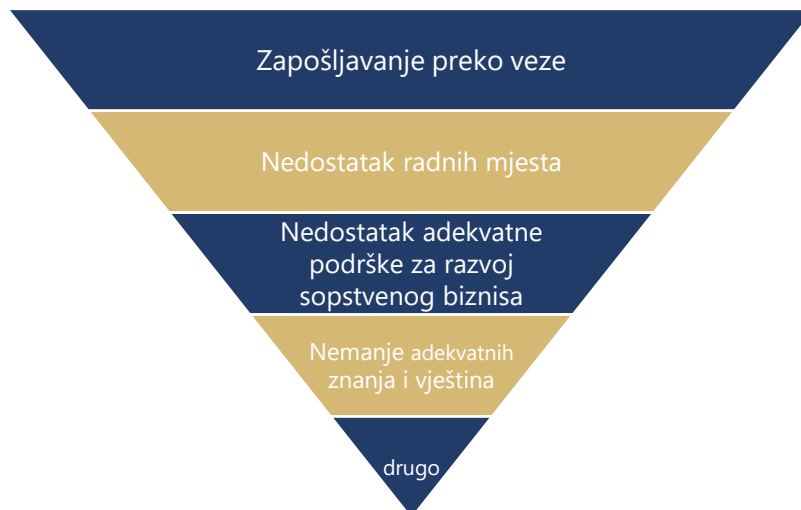 Zapošljavanje preko veze
Nedostatak radnih mjesta
Nedostatak adekvatne
podrške za razvoj
sopstvenog biznisa
Nemanje adekvatnih
znanja i vještina
drugo